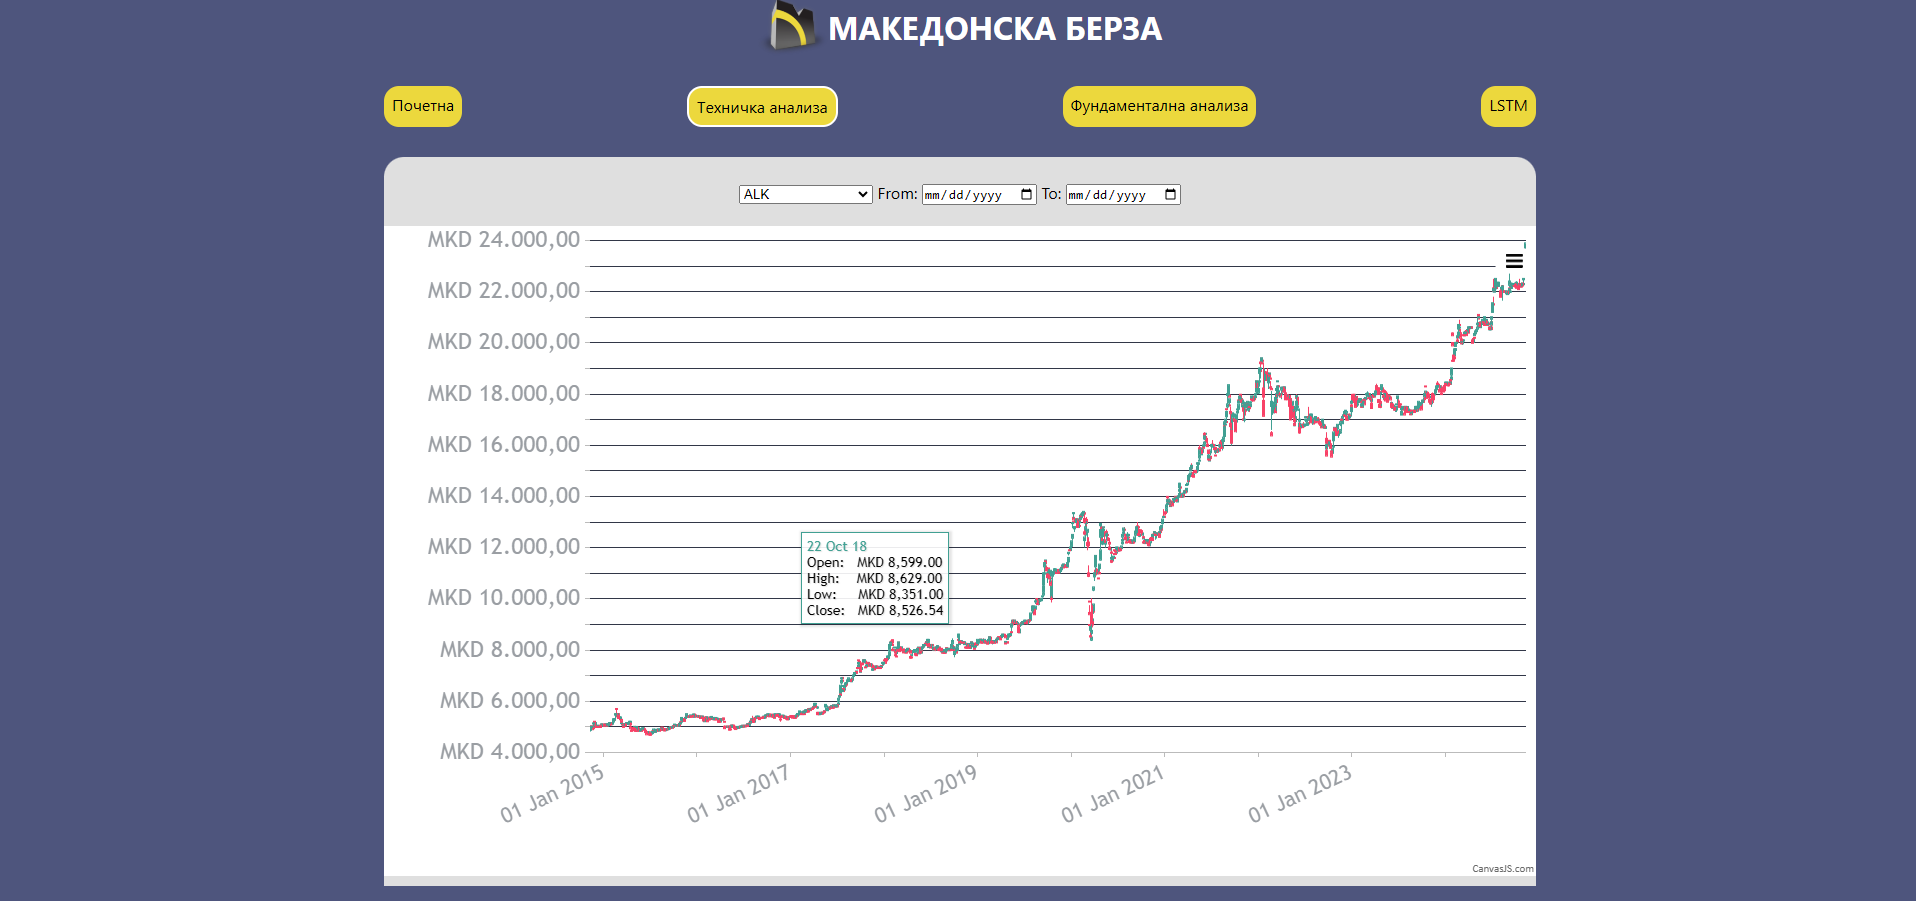 МАКЕДОНСКА БЕРЗА
Почетна
Техничка анализа
Фундаментална анализа
LSTM
ALK From: mm/dd/yyyy To: mm/dd/yyyy
MKD 24.000,00
MKD 22.000,00
MKD 20.000,00
MKD 18.000,00
MKD 16.000,00
MKD 14.000,00
MKD 12.000,00
MKD 10.000,00
MKD 8.000,00
MKD 6.000,00
MKD 4.000,00
22 Oct 18
Open: MKD 8,599.00
High: MKD 8,629.00
Low: MKD 8,351.00
Close: MKD 8,526.54
01 Jan 2015
01 Jan 2017
01 Jan 2019
01 Jan 2021
01 Jan 2023
CanvasJS.com